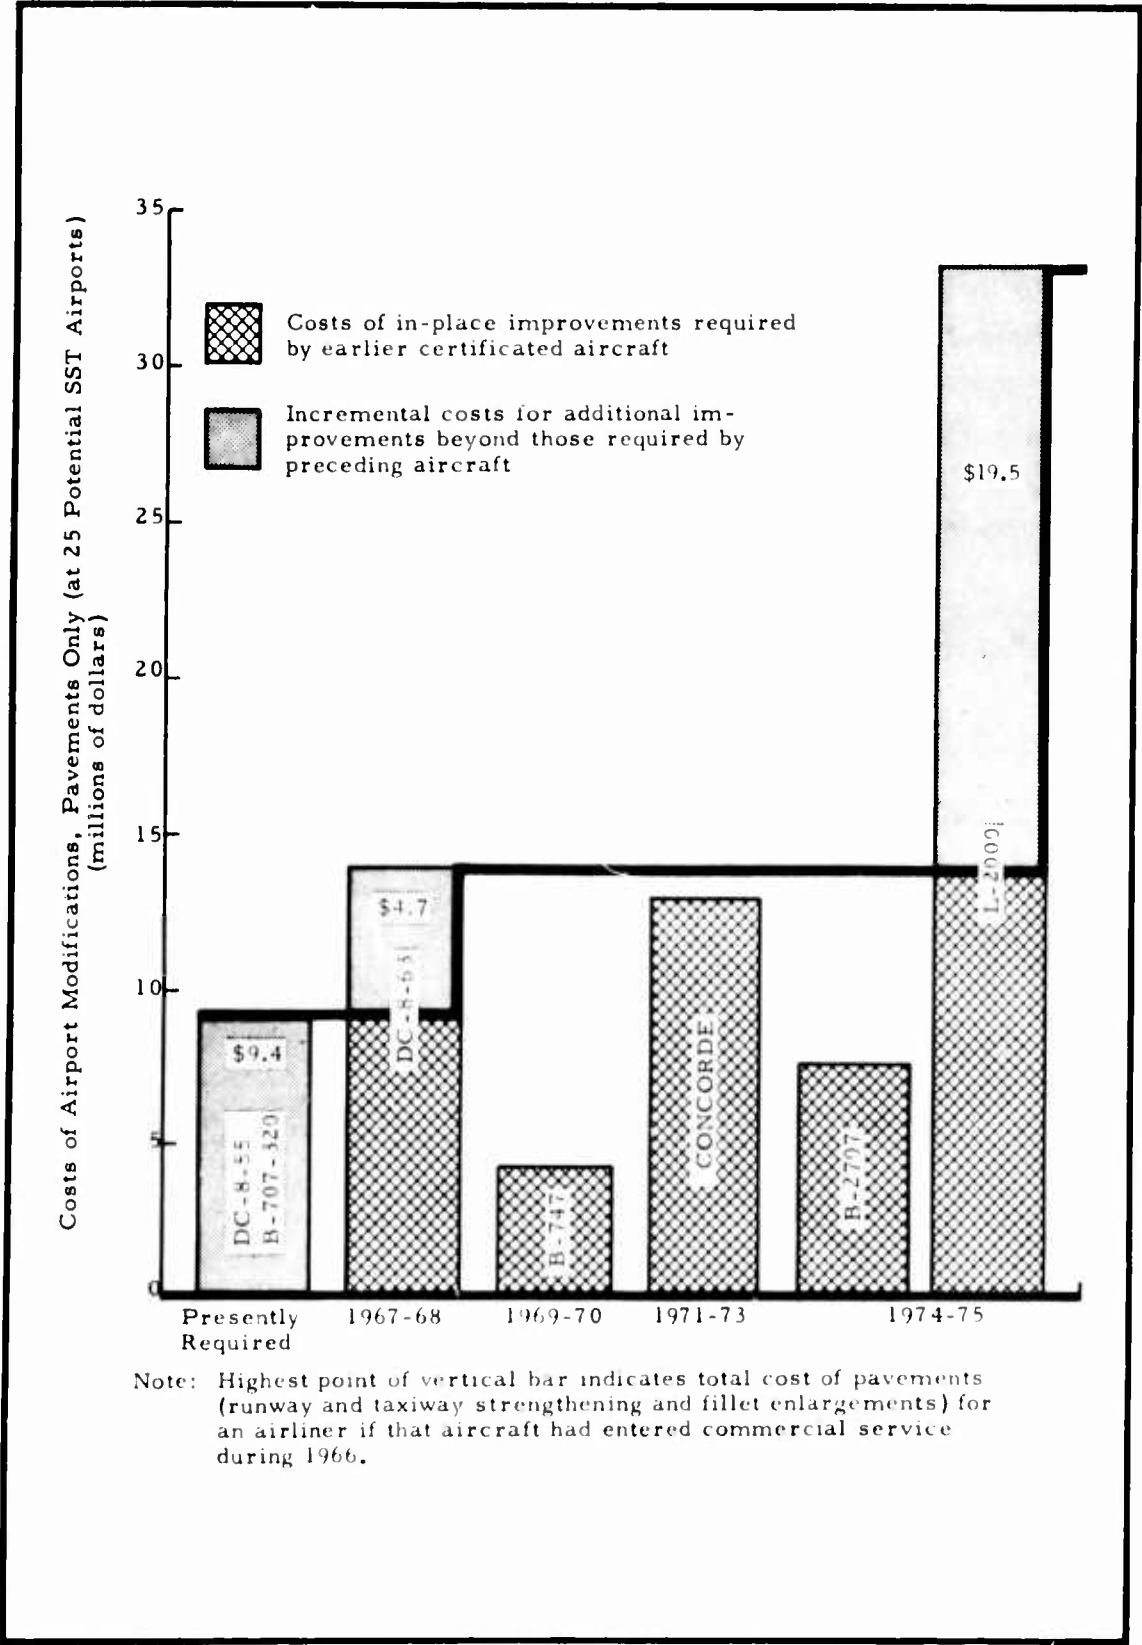 Costs of Airport Modifications, Pavements Only (at 25 Potential SST Airports)
(millions of dollars)
35
30
25
20
15
10
5
0
Costs of in-place improvements required
by earlier certificated aircraft
Incremental costs for additional im-
provements beyond those required by
preceding aircraft
$9.4
DC-8-55
B-707-320
$4.7
DC-8-63
B-747
CONCORDE
B-2707
$19.5
L-2000
Presently
Required
1967-68
1969-70
1971-73
1974-75
Note: Highest point of vertical bar indicates total cost of pavements
(runway and taxiway strengthening and fillet enlargements) for
an airliner if that aircraft had entered commercial service
during 1966.